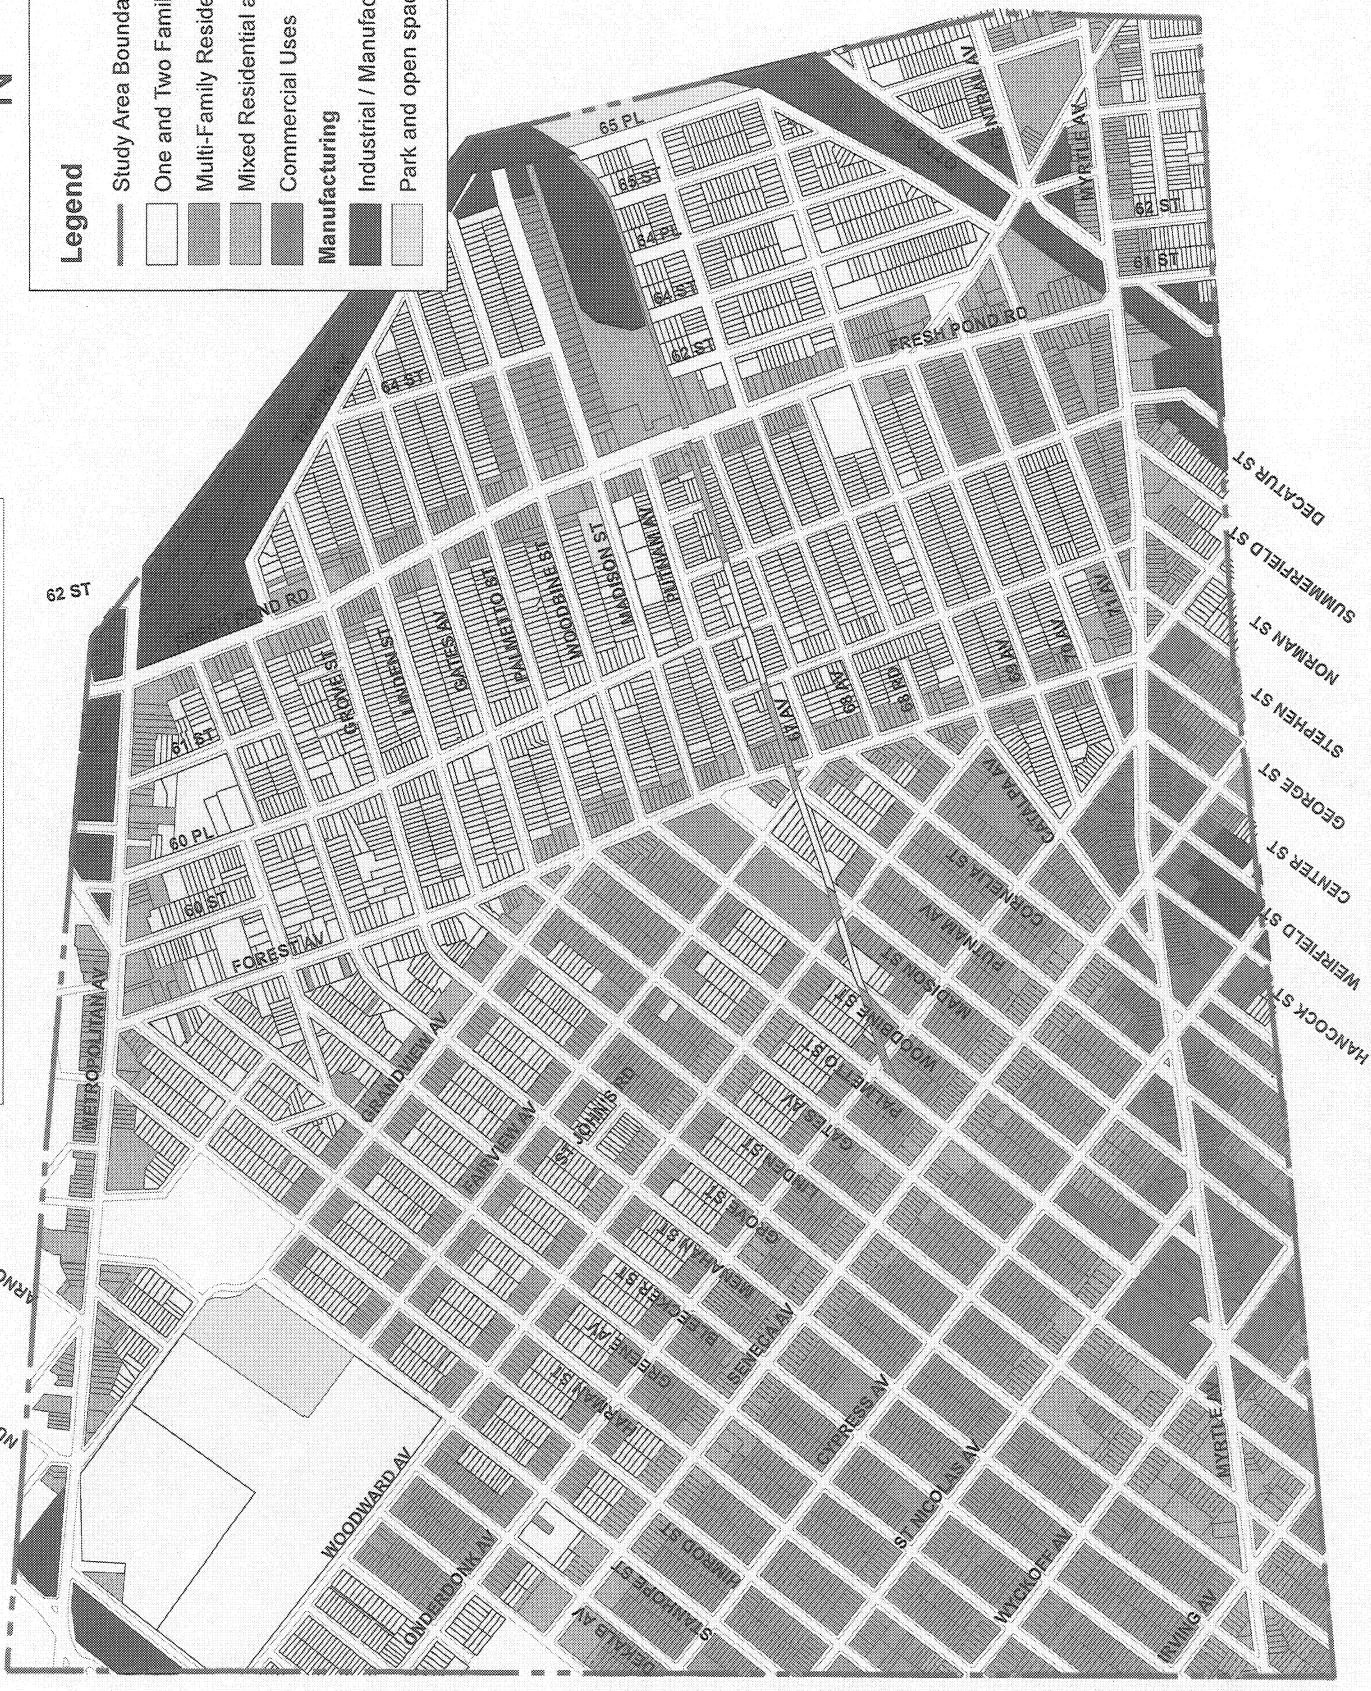 N
Legend
Study Area Bounda
One and Two Famil
Multi-Family Reside
Mixed Residential a
Commercial Uses
Manufacturing
Industrial / Manufac
Park and open spac
65 PL
65 ST
64 PL
64 ST
62 ST
CENTRAL AV
MYRTLE AV
62 ST
61 ST
FRESH POND RD
64 ST
62 ST
DECATUR ST
SUMMERFIELD ST
NORMAN ST
STEPHEN ST
GEORGE ST
CENTER ST
WEIRFIELD ST
HANCOCK ST
GROVE ST
LINDEN ST
GATES AV
PALMETTO ST
WOODBINE ST
MADISON ST
PUTNAM AV
61 ST
60 PL
60 ST
FOREST AV
METROPOLITAN AV
68 AV
68 RD
69 AV
70 AV
71 AV
CATALPA AV
CORNELIA ST
PUTNAM AV
MADISON ST
WOODBINE ST
PALMETTO ST
GATES AV
LINDEN ST
GROVE ST
MENAHAN ST
BLEECKER ST
GREENE AV
HARMAN ST
HIMROD ST
STANHOPE ST
DEKALB AV
GRANDVIEW AV
FAIRVIEW AV
ST JOHNS RD
SENECA AV
CYPRESS AV
ST NICOLAS AV
WYCKOFF AV
IRVING AV
MYRTLE AV
WOODWARD AV
ONDERDONK AV